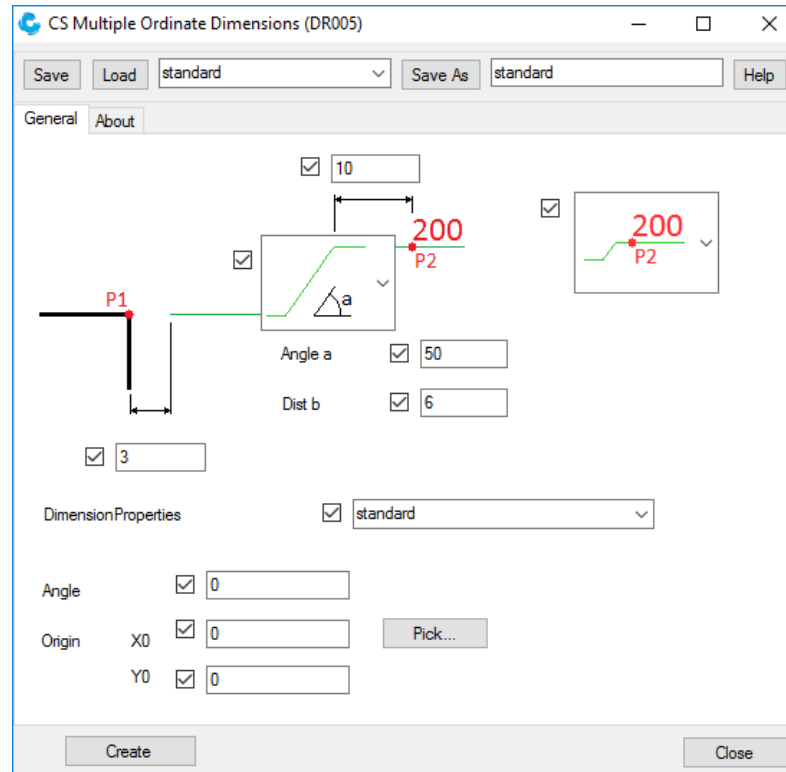 CS Multiple Ordinate Dimensions (DR005)
Save Load standard Save As standard Help
General About
10
200
P2
200
P2
P1
a
Angle a 50
Dist b 6
3
DimensionProperties standard
Angle 0
Origin X0 0 Pick...
Y0 0
Create Close